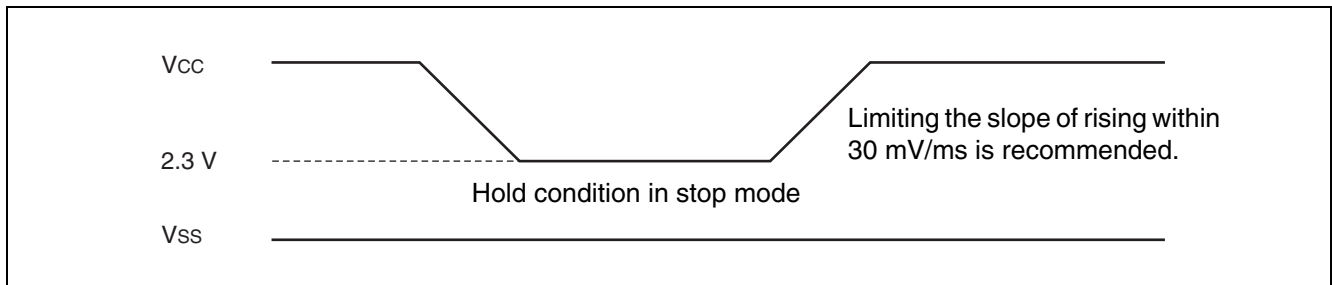 Vcc
Limiting the slope of rising within
30 mV/ms is recommended.
2.3 V
Hold condition in stop mode
Vss